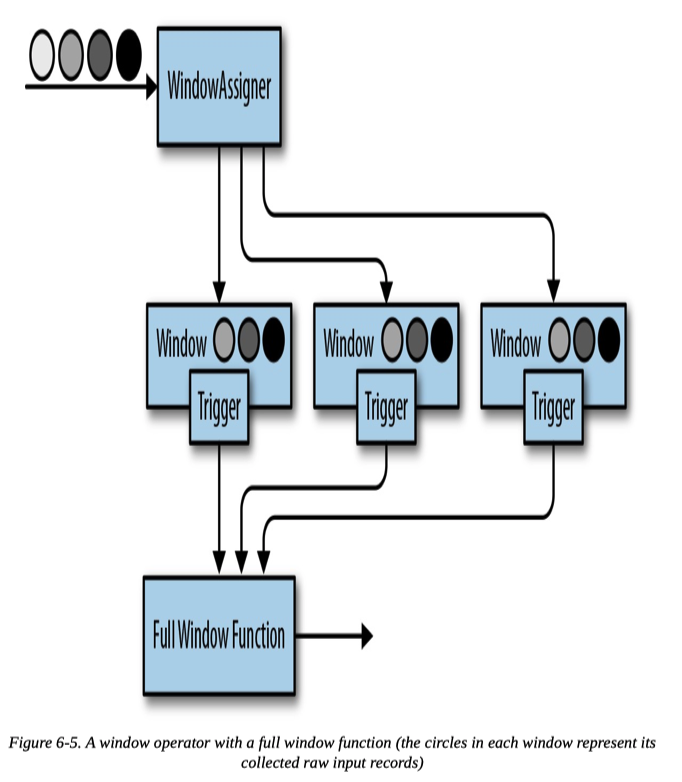 WindowAssigner
Window
Window
Window
Trigger
Trigger
Trigger
Full Window Function
Figure 6-5. A window operator with a full window function (the circles in each window represent its
collected raw input records)